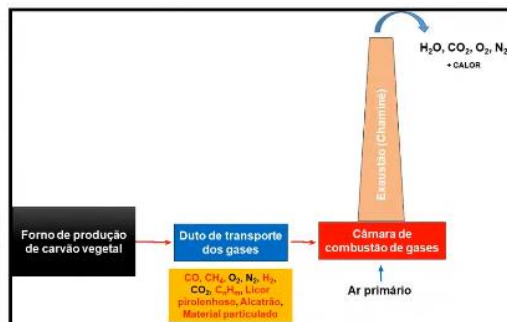 H₂O, CO₂, O₂, N₂
+ CALOR
Exaustão (Chaminé)
Forno de produção
de carvão vegetal
Duto de transporte
dos gases
Câmara de
combustão de gases
CO, CH₄, O₂, N₂, H₂,
CO₂, CₙHₘ, Licor
pirolenhoso, Alcatrão,
Material particulado
Ar primário